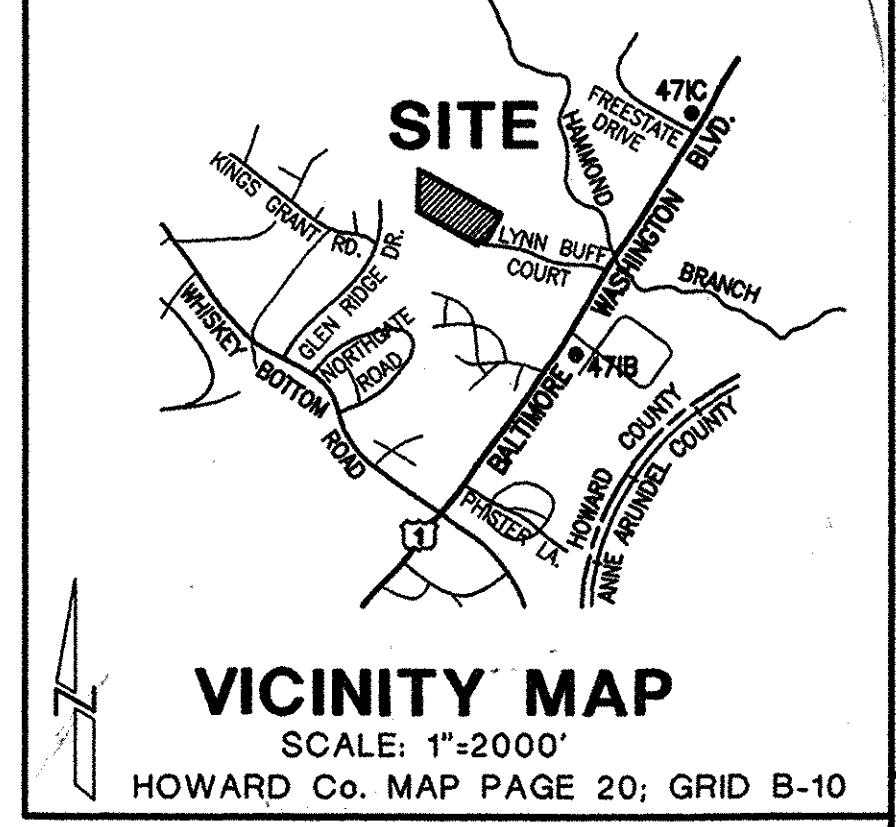 471C
FREESTATE
DRIVE
SITE
HAMMOND
KINGS GRANT RD.
LYNN BUFF
COURT
BALTIMORE WASHINGTON BLVD.
BRANCH
GLEN RIDGE DR.
WHISKEY BOTTOM ROAD
NORTHGATE
ROAD
471B
HOWARD COUNTY
ANNE ARUNDEL COUNTY
PHISTER LA.
1
N
VICINITY MAP
SCALE: 1"=2000'
HOWARD Co. MAP PAGE 20; GRID B-10